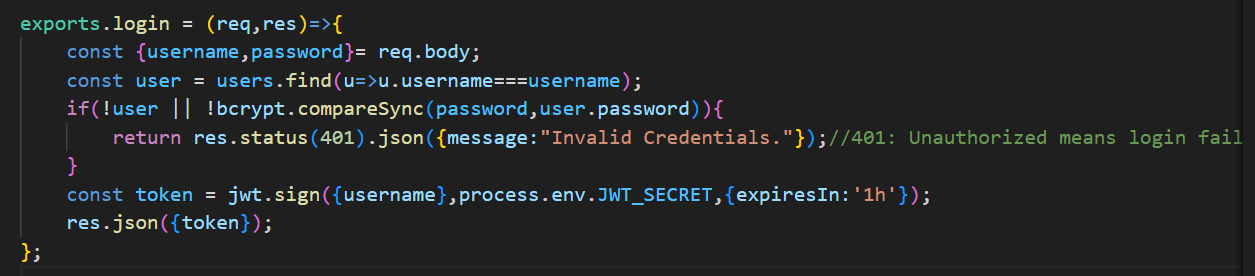 exports.login = (req,res)=>{
    const {username,password}= req.body;
    const user = users.find(u=>u.username===username);
    if(!user || !bcrypt.compareSync(password,user.password)){
        return res.status(401).json({message:"Invalid Credentials."});//401: Unauthorized means login fail
    }
    const token = jwt.sign({username},process.env.JWT_SECRET,{expiresIn:'1h'});
    res.json({token});
};